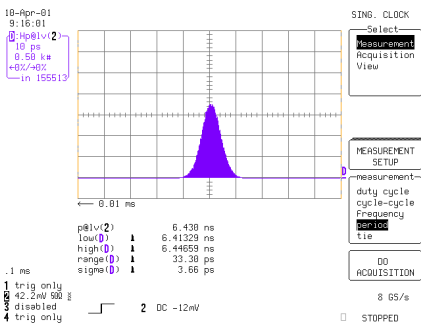 10-Apr-01
9:16:01
D:Hp@lv(2)
10 ps
0.50 k#
←0%/→0%
in 155513
SING. CLOCK
Select
Measurement
Acquisition
View
MEASUREMENT
SETUP
measurement
duty cycle
cycle-cycle
Frequency
period
tie
DO
ACQUISITION
D
← 0.01 ms
p@lv(2) 6.430 ns
low(D) 6.41329 ns
high(D) 6.44659 ns
range(D) 33.30 ps
sigma(D) 3.66 ps
.1 ms
1 trig only
2 42.2mV 50Ω
3 disabled
4 trig only
2 DC -12mV
8 GS/s
STOPPED